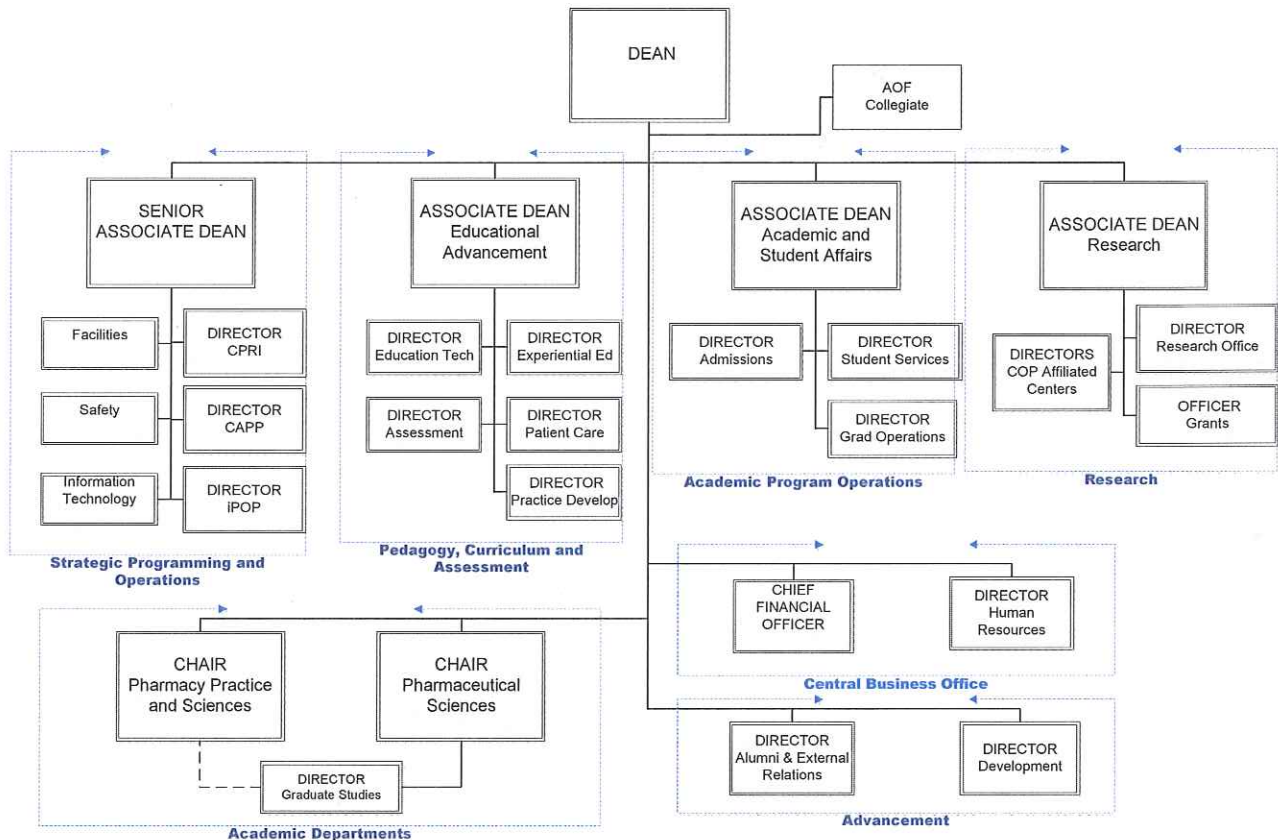 DEAN
AOF
Collegiate
SENIOR
ASSOCIATE DEAN
Facilities
DIRECTOR
CPRI
Safety
DIRECTOR
CAPP
Information
Technology
DIRECTOR
iPOP
Strategic Programming and
Operations
ASSOCIATE DEAN
Educational
Advancement
DIRECTOR
Education Tech
DIRECTOR
Experiential Ed
DIRECTOR
Assessment
DIRECTOR
Patient Care
DIRECTOR
Practice Develop
Pedagogy, Curriculum and
Assessment
ASSOCIATE DEAN
Academic and
Student Affairs
DIRECTOR
Admissions
DIRECTOR
Student Services
DIRECTOR
Grad Operations
Academic Program Operations
ASSOCIATE DEAN
Research
DIRECTORS
COP Affiliated
Centers
DIRECTOR
Research Office
OFFICER
Grants
Research
CHAIR
Pharmacy Practice
and Sciences
CHAIR
Pharmaceutical
Sciences
DIRECTOR
Graduate Studies
Academic Departments
CHIEF
FINANCIAL
OFFICER
DIRECTOR
Human
Resources
Central Business Office
DIRECTOR
Alumni & External
Relations
DIRECTOR
Development
Advancement